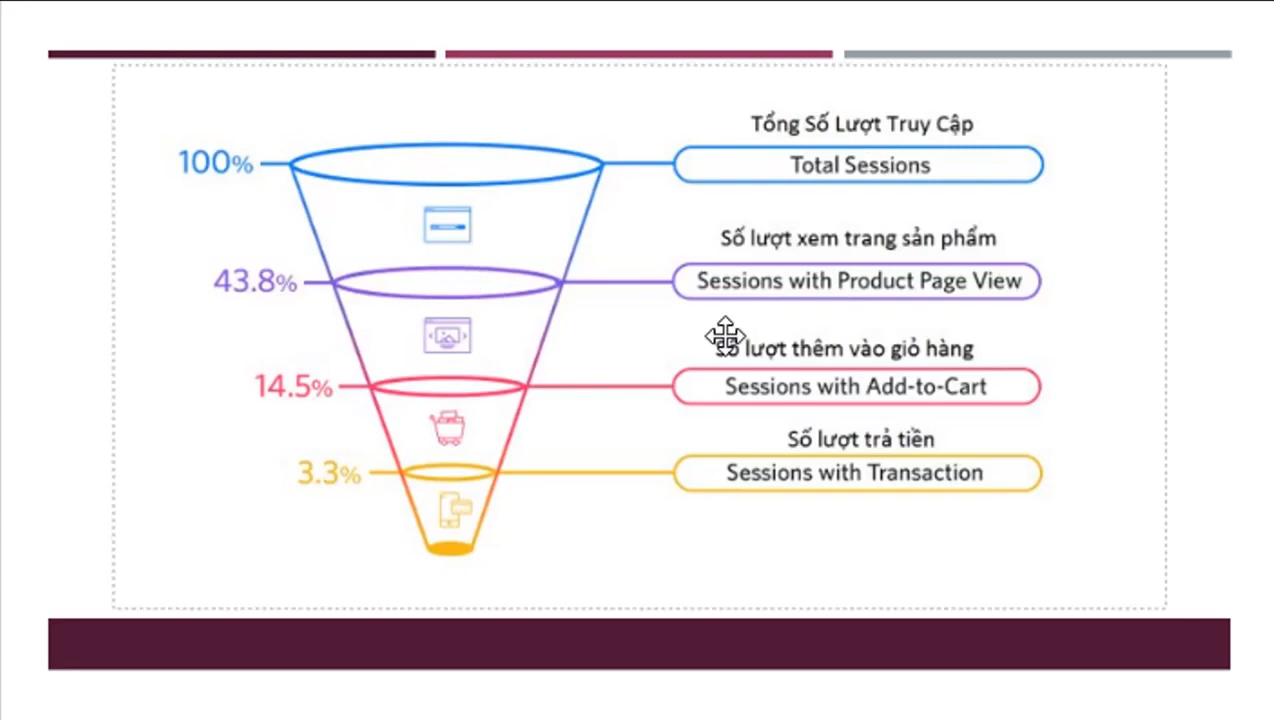 Tổng Số Lượt Truy Cập
100%
Total Sessions
Số lượt xem trang sản phẩm
43.8%
Sessions with Product Page View
lượt thêm vào giỏ hàng
14.5%
Sessions with Add-to-Cart
Số lượt trả tiền
3.3%
Sessions with Transaction